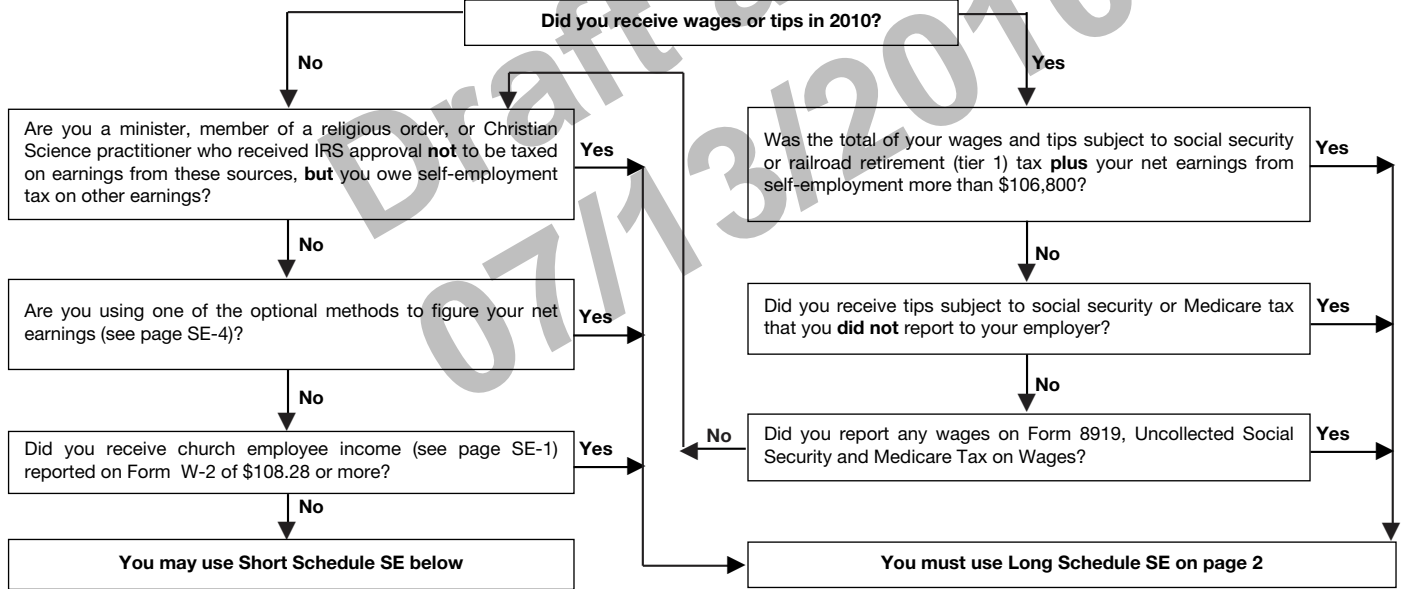 Did you receive wages or tips in 2010?
No
Yes
Are you a minister, member of a religious order, or Christian
Science practitioner who received IRS approval not to be taxed
on earnings from these sources, but you owe self-employment
tax on other earnings?
Yes
No
Are you using one of the optional methods to figure your net
earnings (see page SE-4)?
Yes
No
Did you receive church employee income (see page SE-1)
reported on Form W-2 of $108.28 or more?
Yes
No
You may use Short Schedule SE below
Was the total of your wages and tips subject to social security
or railroad retirement (tier 1) tax plus your net earnings from
self-employment more than $106,800?
Yes
No
Did you receive tips subject to social security or Medicare tax
that you did not report to your employer?
Yes
No
No
Did you report any wages on Form 8919, Uncollected Social
Security and Medicare Tax on Wages?
Yes
You must use Long Schedule SE on page 2
Draft
07/13/2010